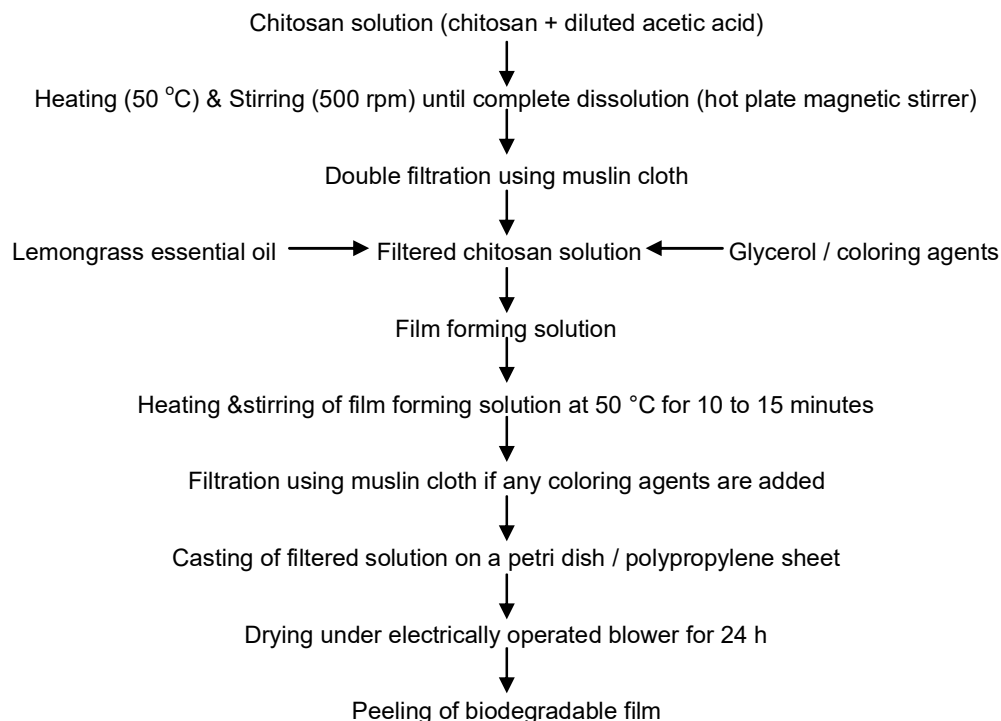 Chitosan solution (chitosan + diluted acetic acid)
Heating (50 °C) & Stirring (500 rpm) until complete dissolution (hot plate magnetic stirrer)
Double filtration using muslin cloth
Lemongrass essential oil Filtered chitosan solution Glycerol / coloring agents
Film forming solution
Heating &stirring of film forming solution at 50 °C for 10 to 15 minutes
Filtration using muslin cloth if any coloring agents are added
Casting of filtered solution on a petri dish / polypropylene sheet
Drying under electrically operated blower for 24 h
Peeling of biodegradable film